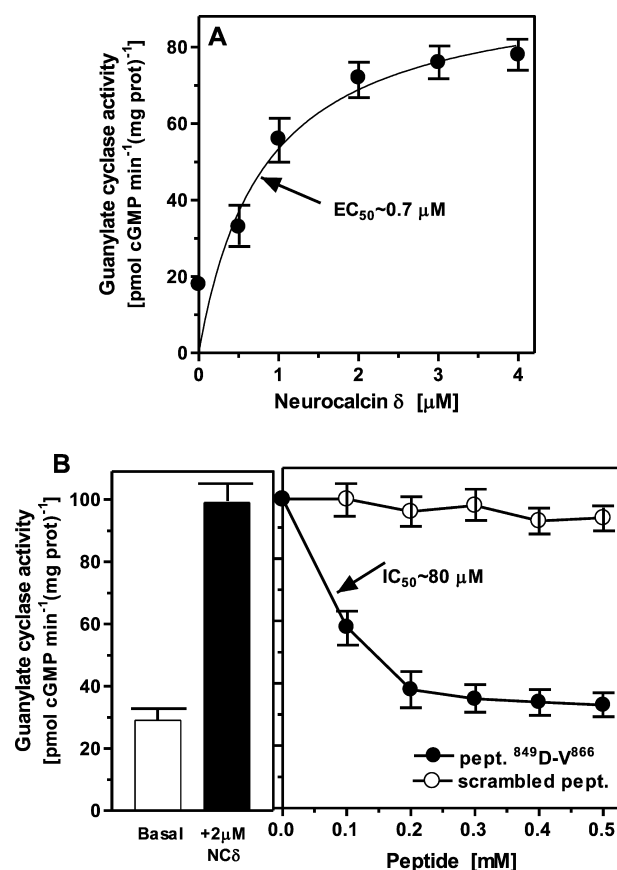 A
Guanylate cyclase activity
[pmol cGMP min⁻¹(mg prot)⁻¹
80
60
40
20
0
EC₅₀~0.7 µM
0 1 2 3 4
Neurocalcin δ [µM]
B
Guanylate cyclase activity
[pmol cGMP min⁻¹(mg prot)⁻¹
100
80
60
40
20
0
Basal
+2µM
NCδ
IC₅₀~80 µM
pept. ⁸⁴⁹D-V⁸⁶⁶
scrambled pept.
0.0 0.1 0.2 0.3 0.4 0.5
Peptide [mM]